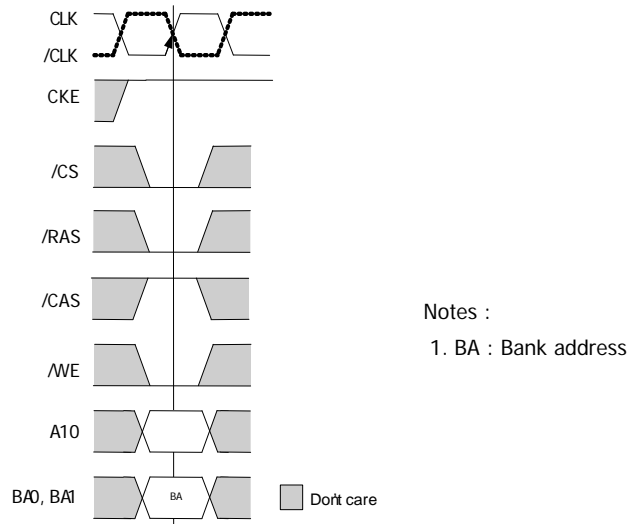 CLK
/CLK
CKE
/CS
/RAS
/CAS
/WE
A10
BA0, BA1
BA
Don't care
Notes :
1. BA : Bank address